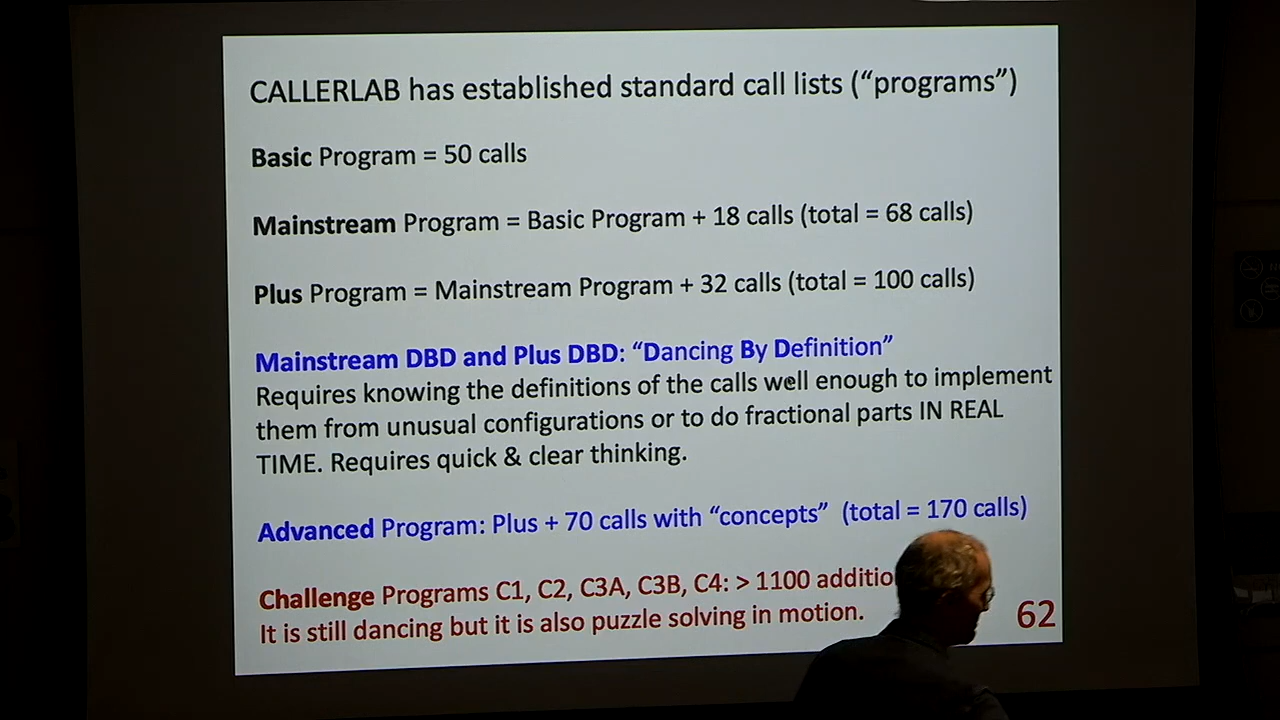 CALLERLAB has established standard call lists (“programs”)
Basic Program = 50 calls
Mainstream Program = Basic Program + 18 calls (total = 68 calls)
Plus Program = Mainstream Program + 32 calls (total = 100 calls)
Mainstream DBD and Plus DBD: “Dancing By Definition”
Requires knowing the definitions of the calls well enough to implement
them from unusual configurations or to do fractional parts IN REAL
TIME. Requires quick & clear thinking.
Advanced Program: Plus + 70 calls with “concepts” (total = 170 calls)
Challenge Programs C1, C2, C3A, C3B, C4: > 1100 additio
It is still dancing but it is also puzzle solving in motion.
62